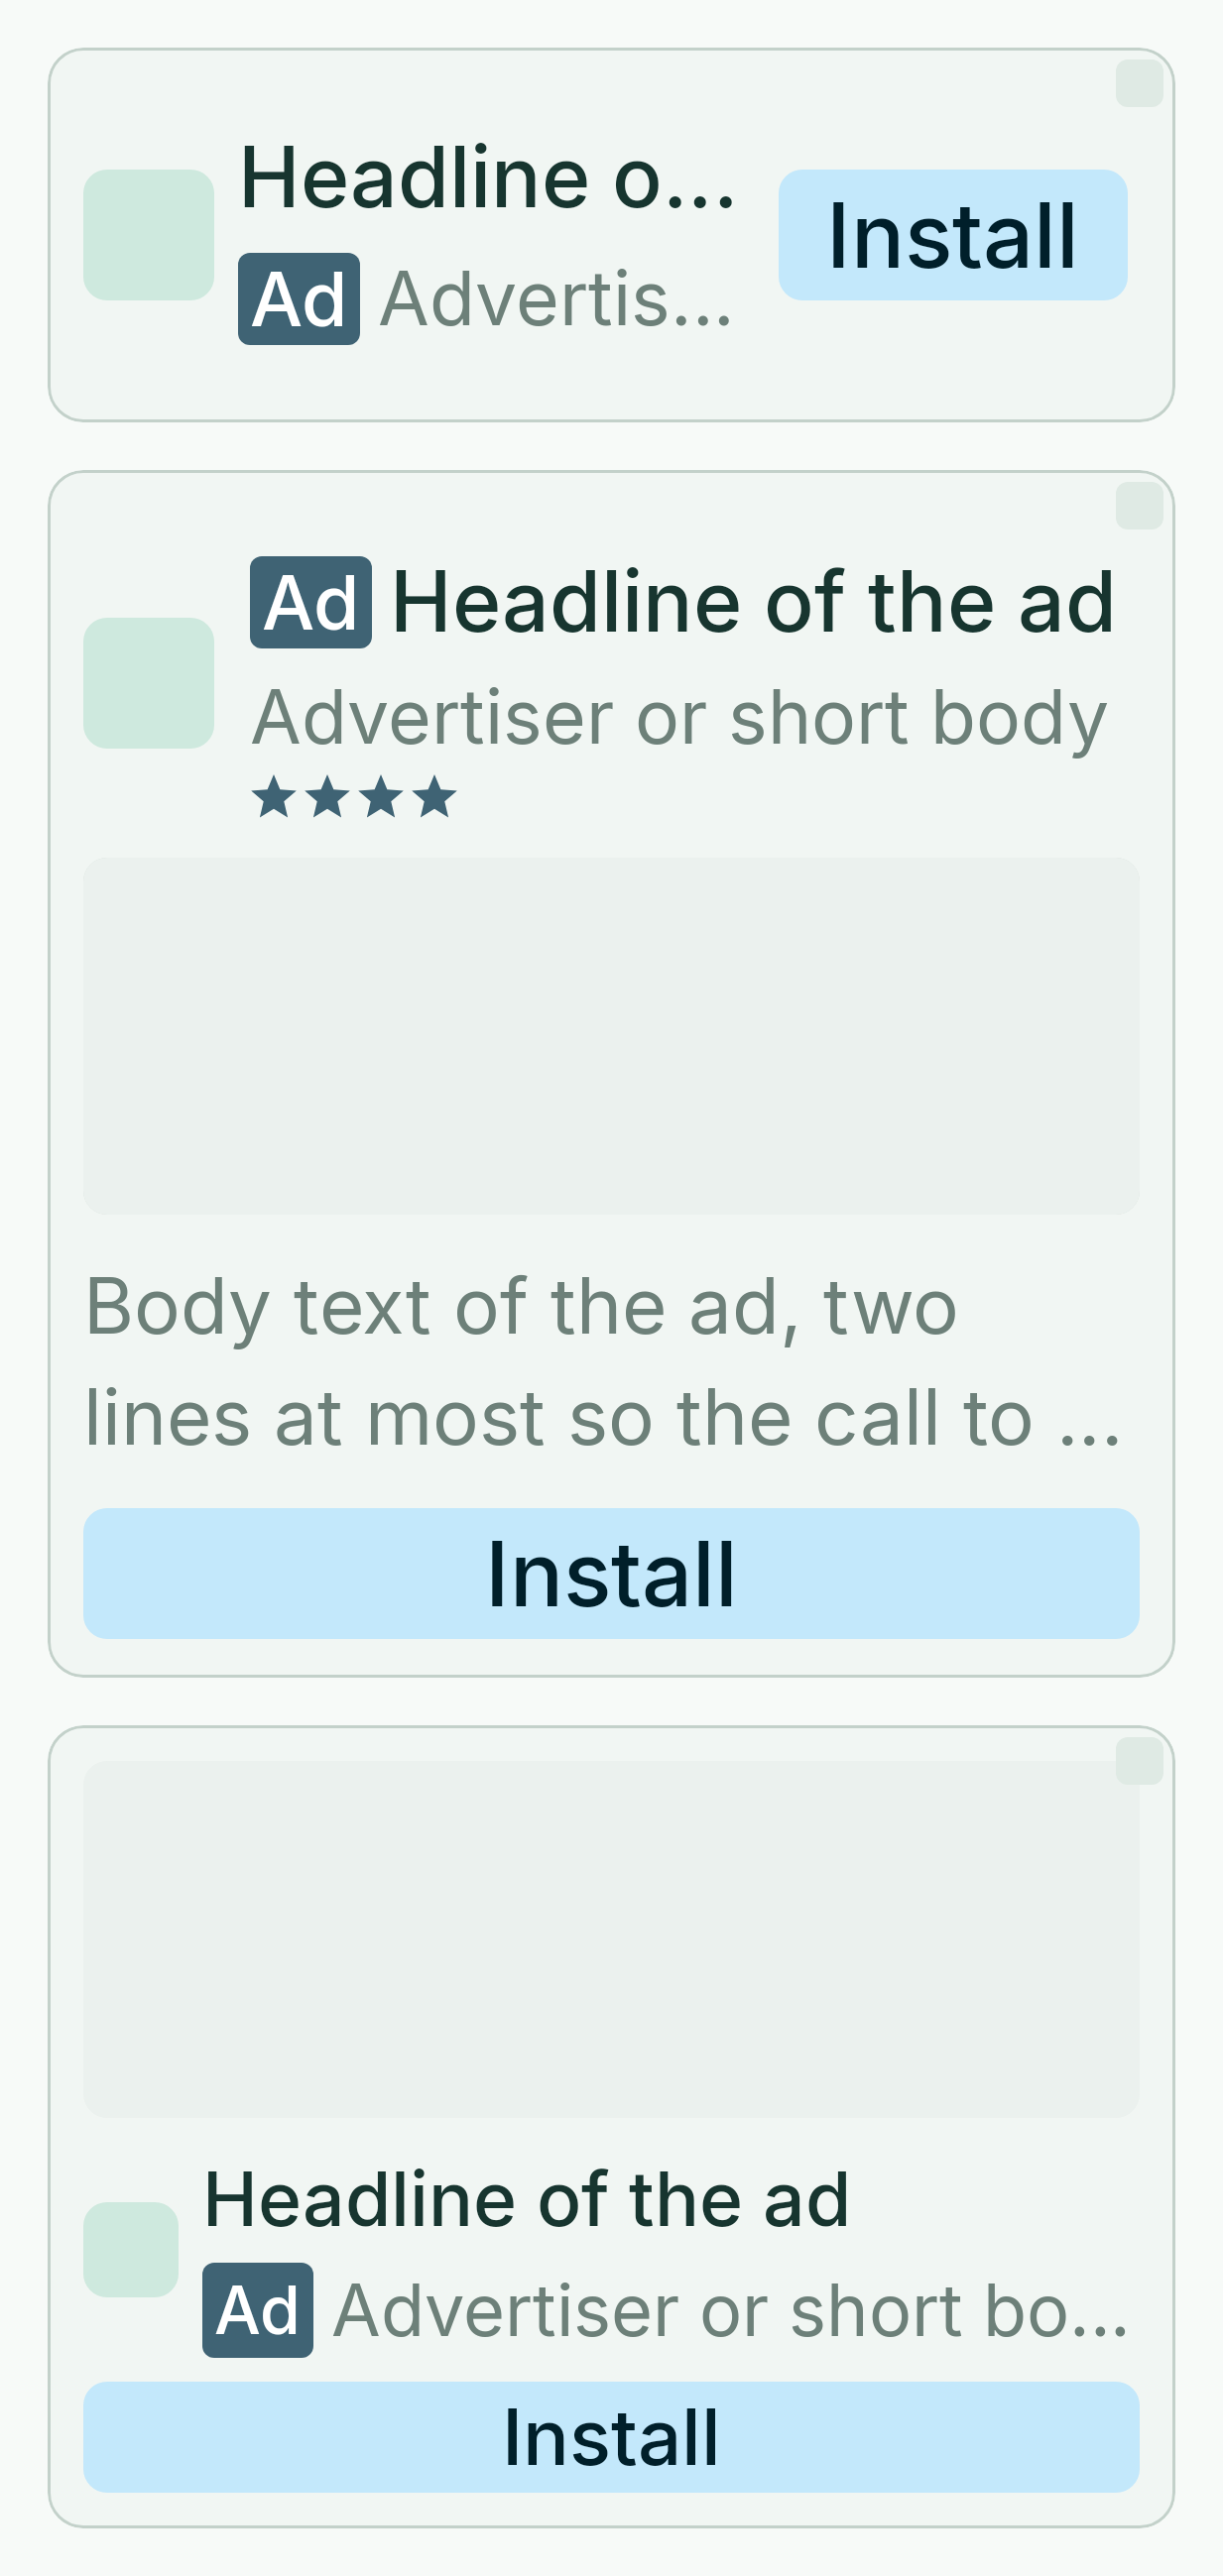 Headline o...
Install
Ad Advertis...
Ad Headline of the ad
Advertiser or short body
★★★★
Body text of the ad, two
lines at most so the call to ...
Install
Headline of the ad
Ad Advertiser or short bo...
Install